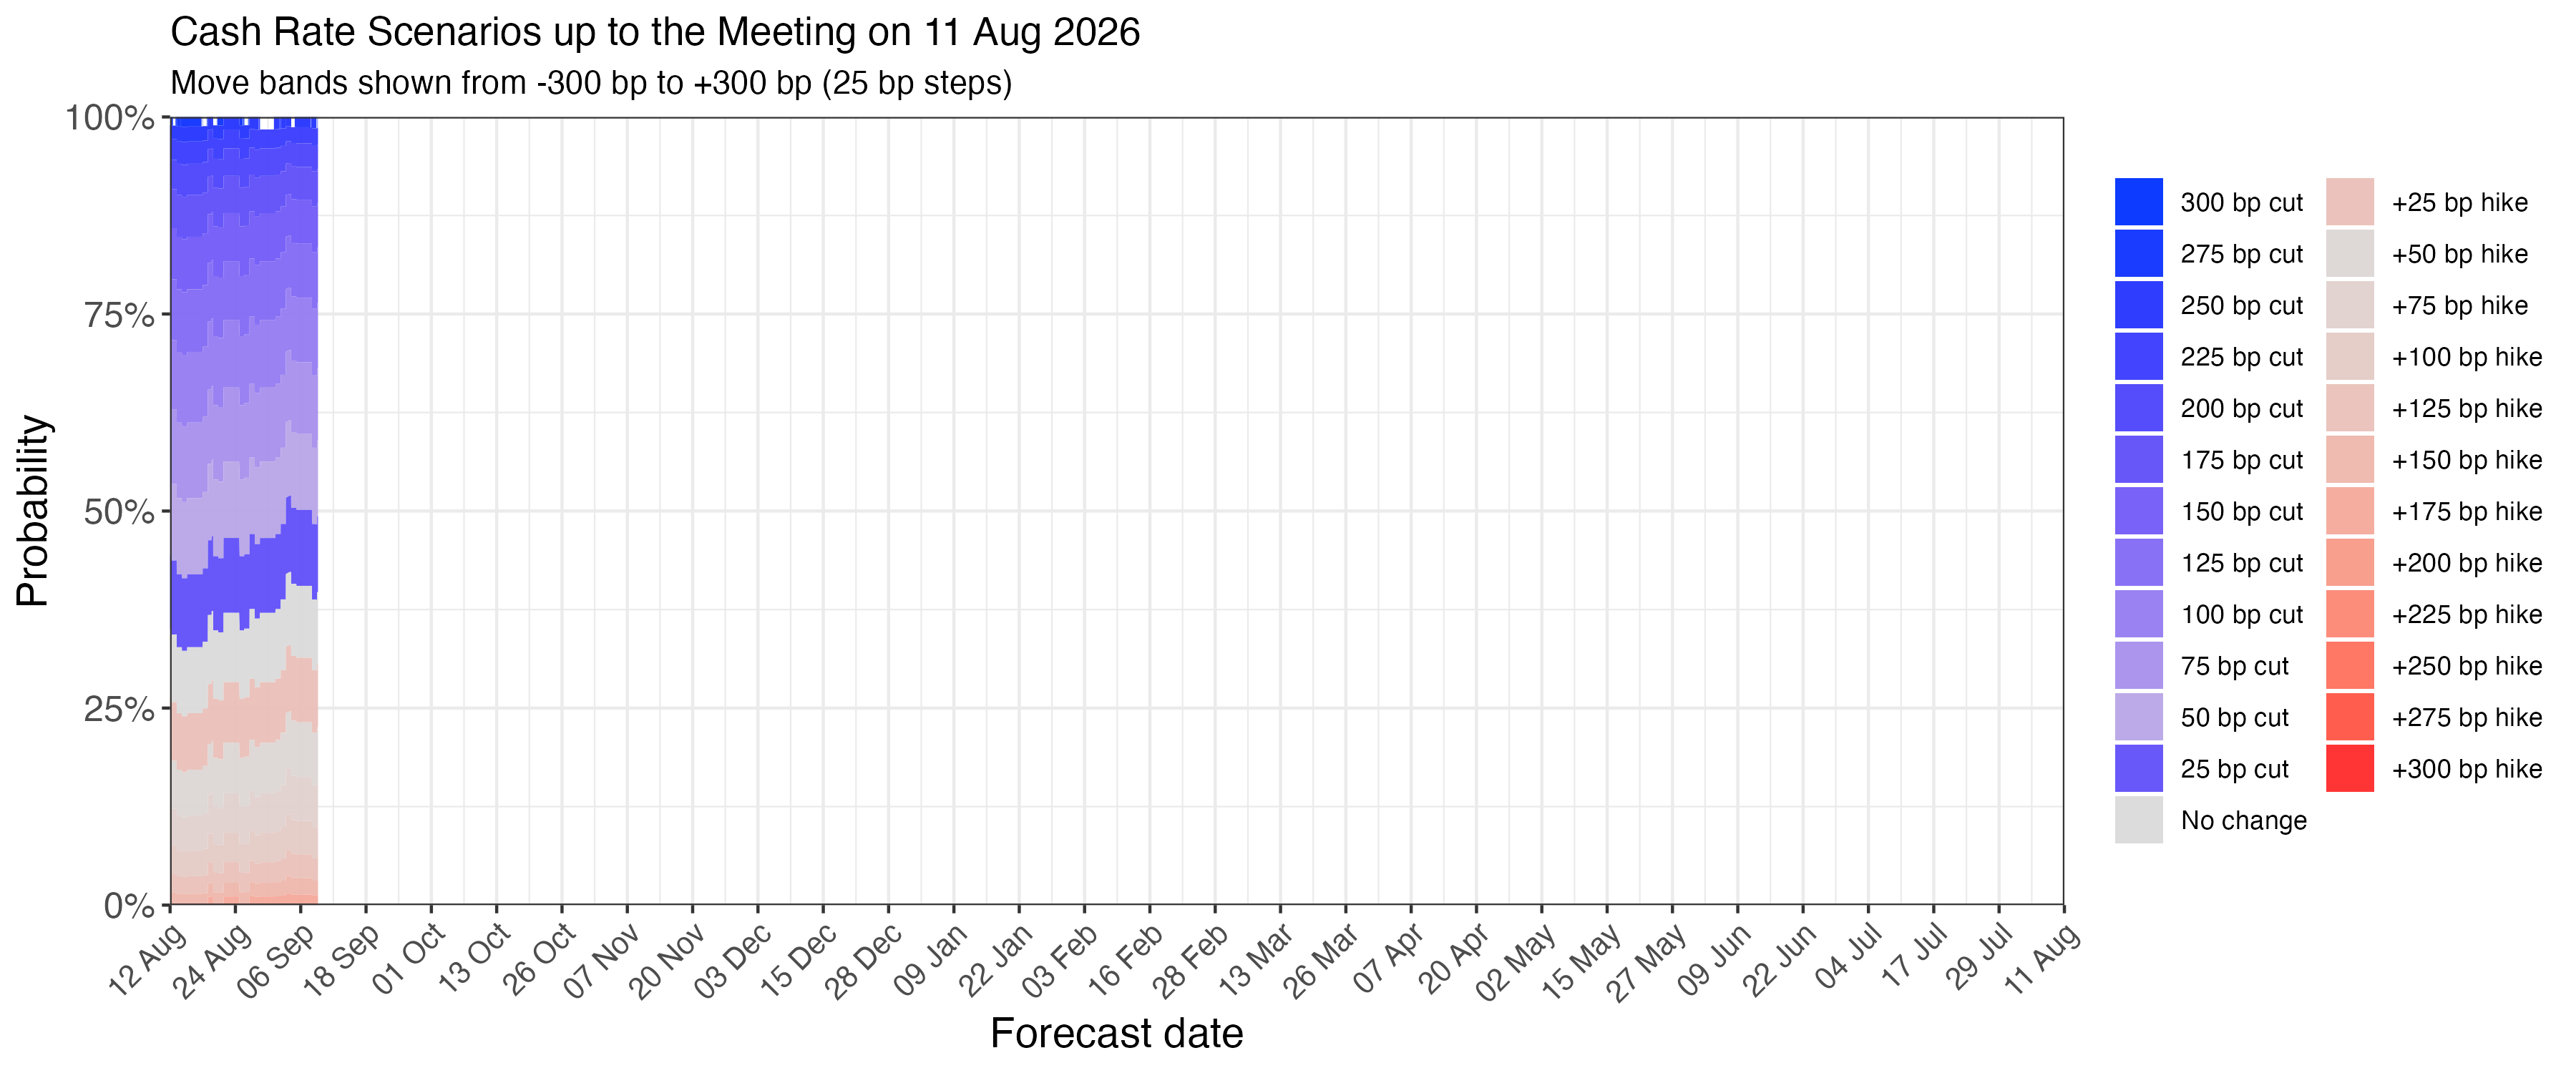 Cash Rate Scenarios up to the Meeting on 11 Aug 2026
Move bands shown from -300 bp to +300 bp (25 bp steps)
100%
75%
50%
25%
0%
Probability
12 Aug
24 Aug
06 Sep
18 Sep
01 Oct
13 Oct
26 Oct
07 Nov
20 Nov
03 Dec
15 Dec
28 Dec
09 Jan
22 Jan
03 Feb
16 Feb
28 Feb
13 Mar
26 Mar
07 Apr
20 Apr
02 May
15 May
27 May
09 Jun
22 Jun
04 Jul
17 Jul
29 Jul
11 Aug
Forecast date
300 bp cut
275 bp cut
250 bp cut
225 bp cut
200 bp cut
175 bp cut
150 bp cut
125 bp cut
100 bp cut
75 bp cut
50 bp cut
25 bp cut
No change
+25 bp hike
+50 bp hike
+75 bp hike
+100 bp hike
+125 bp hike
+150 bp hike
+175 bp hike
+200 bp hike
+225 bp hike
+250 bp hike
+275 bp hike
+300 bp hike